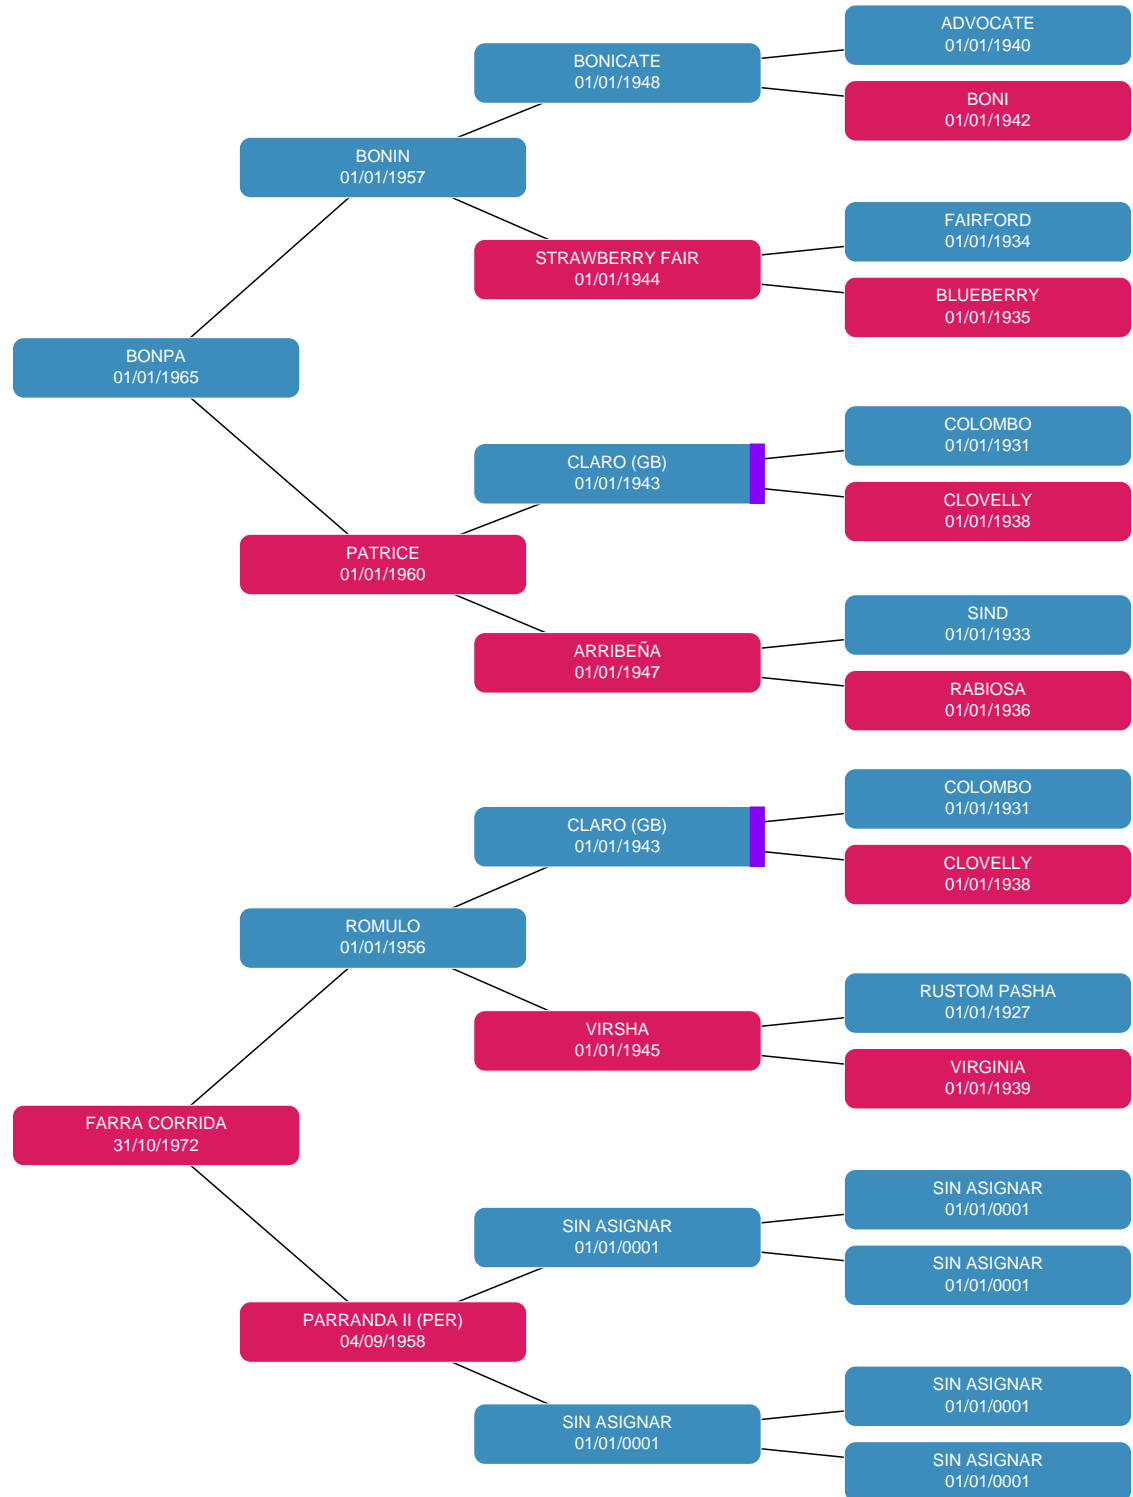 ADVOCATE
01/01/1940
BONICATE
01/01/1948
BONI
01/01/1942
BONIN
01/01/1957
FAIRFORD
01/01/1934
STRAWBERRY FAIR
01/01/1944
BLUEBERRY
01/01/1935
BONPA
01/01/1965
COLOMBO
01/01/1931
CLARO (GB)
01/01/1943
CLOVELLY
01/01/1938
PATRICE
01/01/1960
SIND
01/01/1933
ARRIBEÑA
01/01/1947
RABIOSA
01/01/1936
COLOMBO
01/01/1931
CLARO (GB)
01/01/1943
CLOVELLY
01/01/1938
ROMULO
01/01/1956
RUSTOM PASHA
01/01/1927
VIRSHA
01/01/1945
VIRGINIA
01/01/1939
FARRA CORRIDA
31/10/1972
SIN ASIGNAR
01/01/0001
SIN ASIGNAR
01/01/0001
SIN ASIGNAR
01/01/0001
PARRANDA II (PER)
04/09/1958
SIN ASIGNAR
01/01/0001
SIN ASIGNAR
01/01/0001
SIN ASIGNAR
01/01/0001